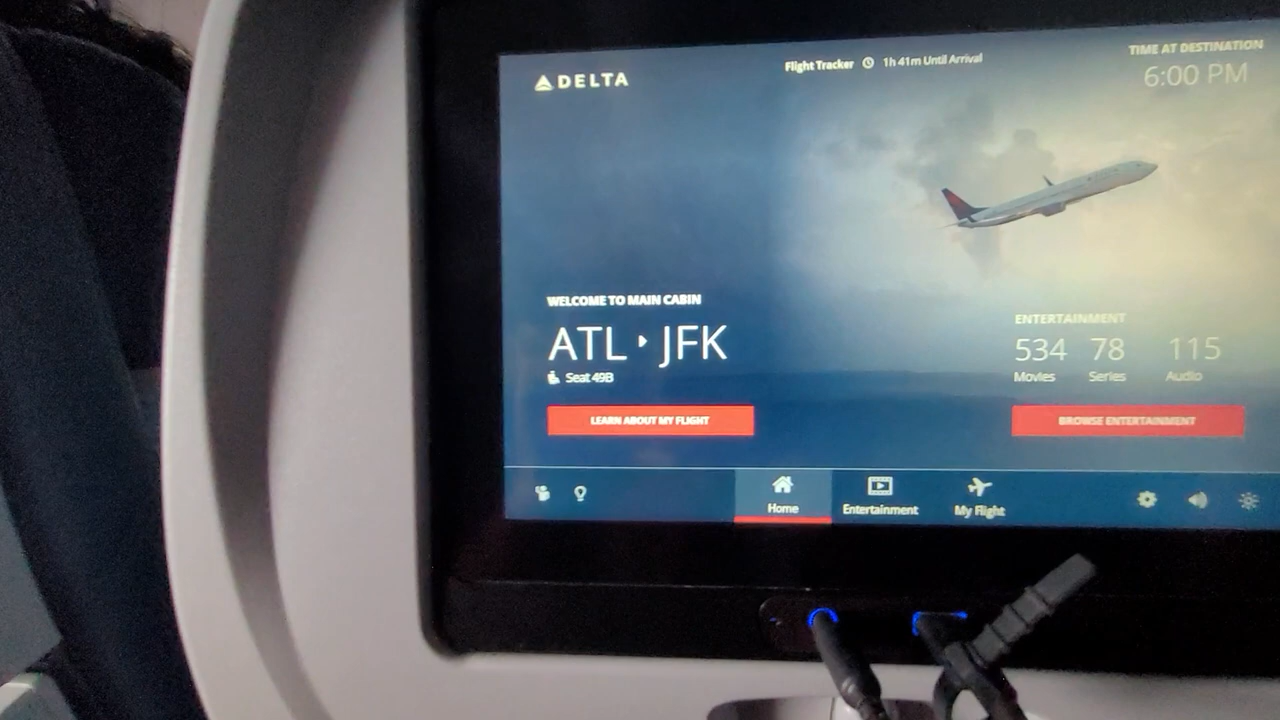 DELTA
Flight Tracker 1h 41m Until Arrival
TIME AT DESTINATION
6:00 PM
WELCOME TO MAIN CABIN
ATL JFK
Seat 49B
LEARN ABOUT MY FLIGHT
ENTERTAINMENT
534 78 115
Movies Series Audio
BROWSE ENTERTAINMENT
Home
Entertainment
My Flight